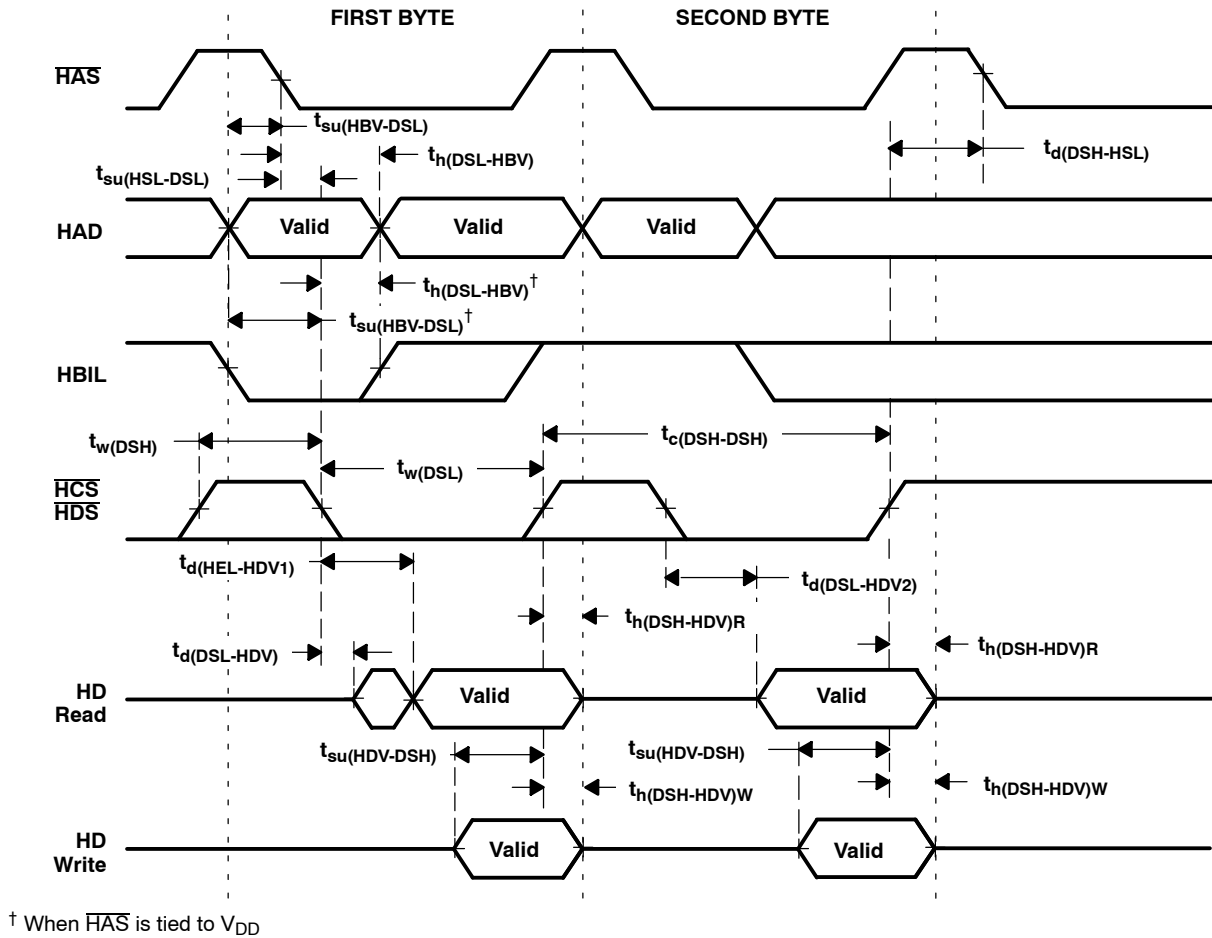 FIRST BYTE
SECOND BYTE
HAS
tsu(HBV-DSL)
th(DSL-HBV)
td(DSH-HSL)
tsu(HSL-DSL)
HAD
Valid
Valid
Valid
th(DSL-HBV)†
tsu(HBV-DSL)†
HBIL
tw(DSH)
tc(DSH-DSH)
tw(DSL)
HCS
HDS
td(HEL-HDV1)
td(DSL-HDV2)
th(DSH-HDV)R
td(DSL-HDV)
th(DSH-HDV)R
HD
Read
Valid
Valid
tsu(HDV-DSH)
tsu(HDV-DSH)
th(DSH-HDV)W
th(DSH-HDV)W
HD
Write
Valid
Valid
† When HAS is tied to VDD